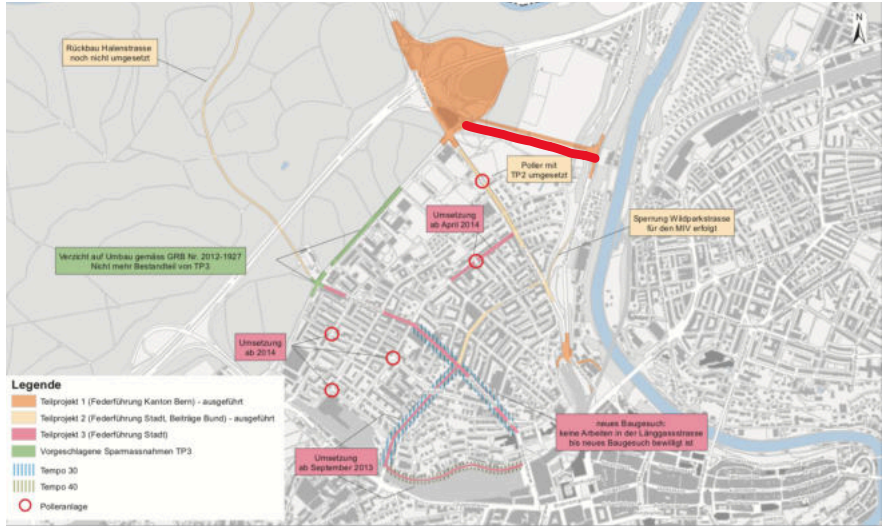 N
Rückbau Halenstrasse
noch nicht umgesetzt
Poller mit
TP2 umgesetzt
Umsetzung
ab April 2014
Sperrung Wildparkstrasse
für den MIV erfolgt
Verzicht auf Umbau gemäss GRB Nr. 2012-1927
Nicht mehr Bestandteil von TP3
Umsetzung
ab 2014
neues Baugesuch:
keine Arbeiten in der Länggassstrasse
bis neues Baugesuch bewilligt ist
Umsetzung
ab September 2013
Legende
Teilprojekt 1 (Federführung Kanton Bern) - ausgeführt
Teilprojekt 2 (Federführung Stadt, Beiträge Bund) - ausgeführt
Teilprojekt 3 (Federführung Stadt)
Vorgeschlagene Sparmassnahmen TP3
Tempo 30
Tempo 40
Polleranlage